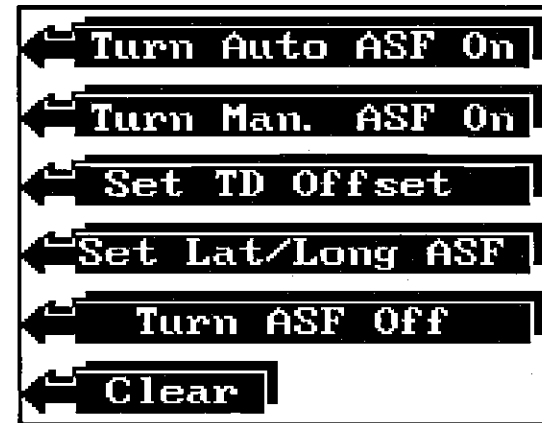 Turn Auto ASF On
Turn Man. ASF On
Set TD Offset
Set Lat/Long ASF
Turn ASF Off
Clear